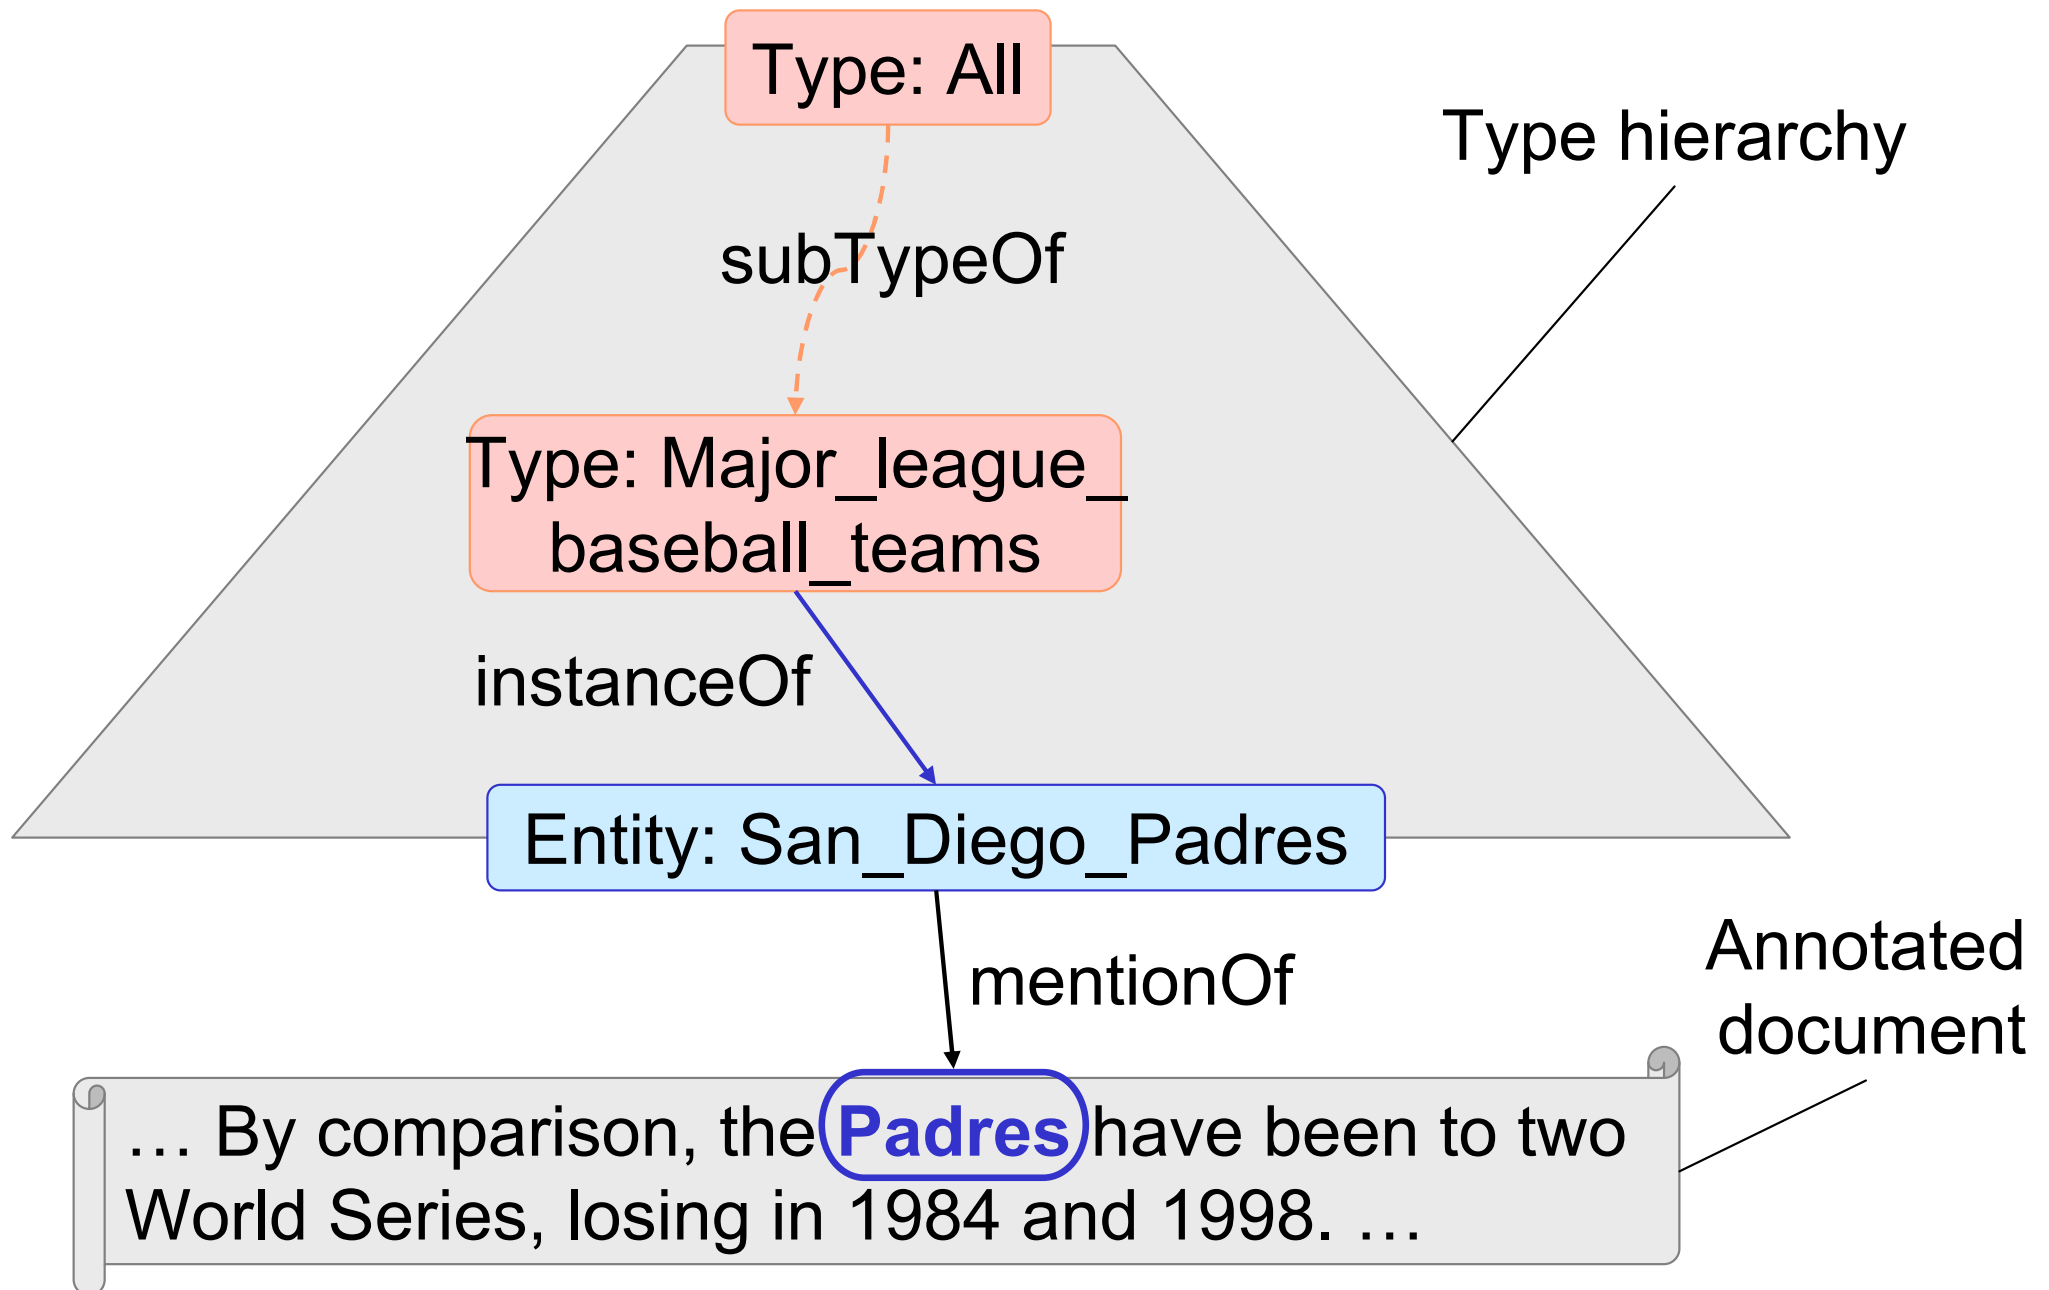 Type: All
Type hierarchy
subTypeOf
Type: Major_league_
baseball_teams
instanceOf
Entity: San_Diego_Padres
mentionOf
Annotated
document
… By comparison, the Padres have been to two
World Series, losing in 1984 and 1998. …